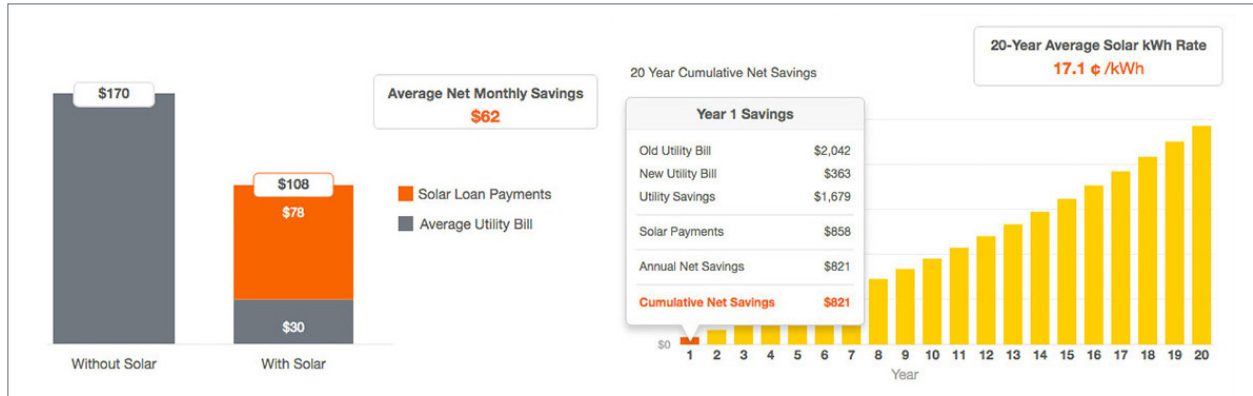 $170
$108
$78
$30
Without Solar
With Solar
Average Net Monthly Savings
$62
Solar Loan Payments
Average Utility Bill
20-Year Average Solar kWh Rate
17.1 ¢ /kWh
20 Year Cumulative Net Savings
Year 1 Savings
Old Utility Bill $2,042
New Utility Bill $363
Utility Savings $1,679
Solar Payments $858
Annual Net Savings $821
Cumulative Net Savings $821
$0
1 2 3 4 5 6 7 8 9 10 11 12 13 14 15 16 17 18 19 20
Year